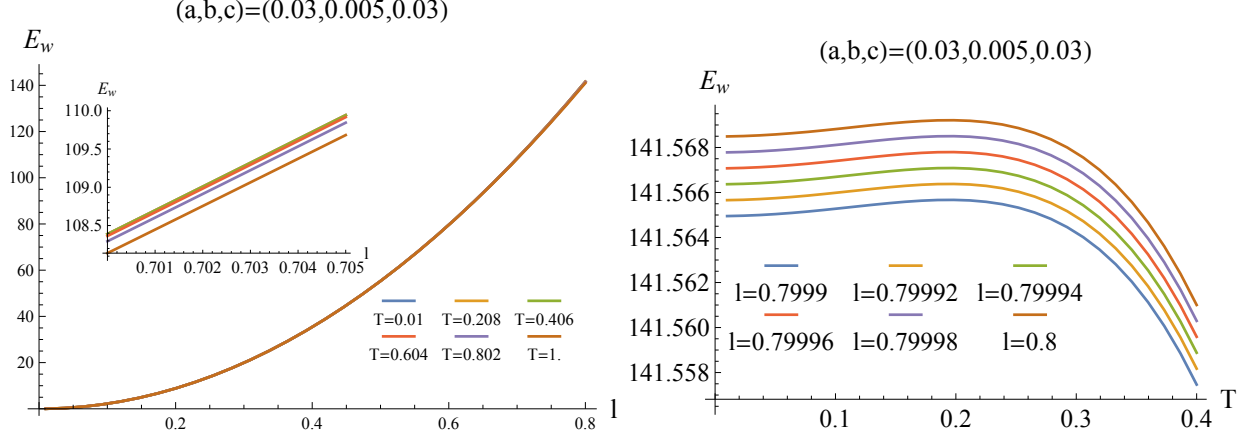 (a,b,c)=(0.03,0.005,0.03)
E_w
140
120
100
80
60
40
20
0
0.2
0.4
0.6
0.8
l
E_w
110.0
109.5
109.0
108.5
0.701
0.702
0.703
0.704
0.705
l
T=0.01
T=0.208
T=0.406
T=0.604
T=0.802
T=1.
(a,b,c)=(0.03,0.005,0.03)
E_w
141.568
141.566
141.564
141.562
141.560
141.558
0.1
0.2
0.3
0.4
T
l=0.7999
l=0.79992
l=0.79994
l=0.79996
l=0.79998
l=0.8